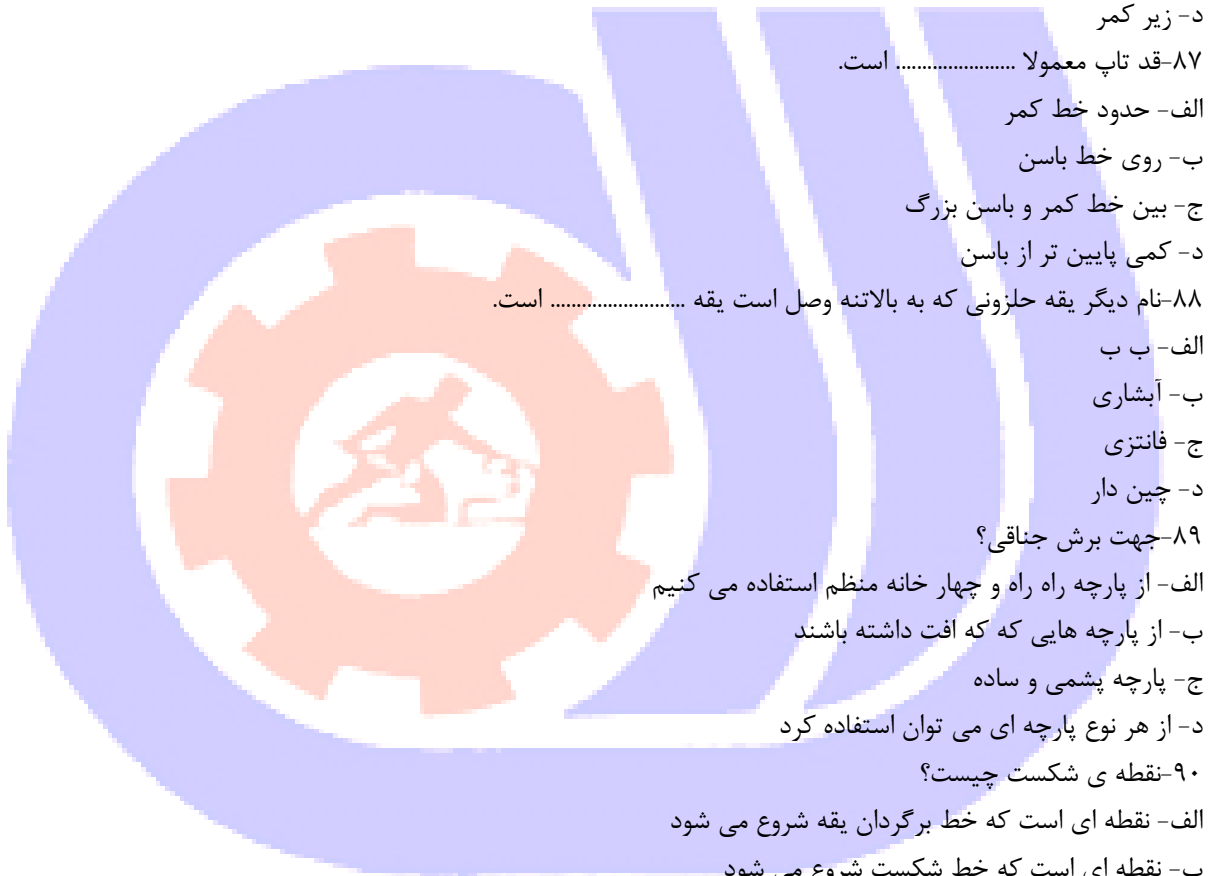 د- زیر کمر
۸۷-قد تاپ معمولا ....................... است.
الف- حدود خط کمر
ب- روی خط باسن
ج- بین خط کمر و باسن بزرگ
د- کمی پایین تر از باسن
۸۸-نام دیگر یقه حلزونی که به بالاتنه وصل است یقه .......................... است.
الف- ب ب
ب- آبشاری
ج- فانتزی
د- چین دار
۸۹-جهت برش جناقی؟
الف- از پارچه راه راه و چهار خانه منظم استفاده می کنیم
ب- از پارچه هایی که که افت داشته باشند
ج- پارچه پشمی و ساده
د- از هر نوع پارچه ای می توان استفاده کرد
۹۰-نقطه ی شکست چیست؟
الف- نقطه ای است که خط برگردان یقه شروع می شود
ب- نقطه ای است که خط شکست شروع می شود